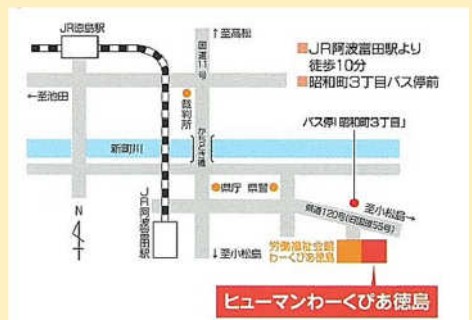 JR徳島駅
↑至高松
国道11号
■JR阿波富田駅より
徒歩10分
■昭和町3丁目バス停前
←至池田
裁判所
バス停「昭和町3丁目」
新町川
かちどき橋
県庁 県警
県道120号(旧国道55号)
至小松島→
N
JR阿波富田駅
↓至小松島
労働福祉会館
わーくぴあ徳島
ヒューマンわーくぴあ徳島